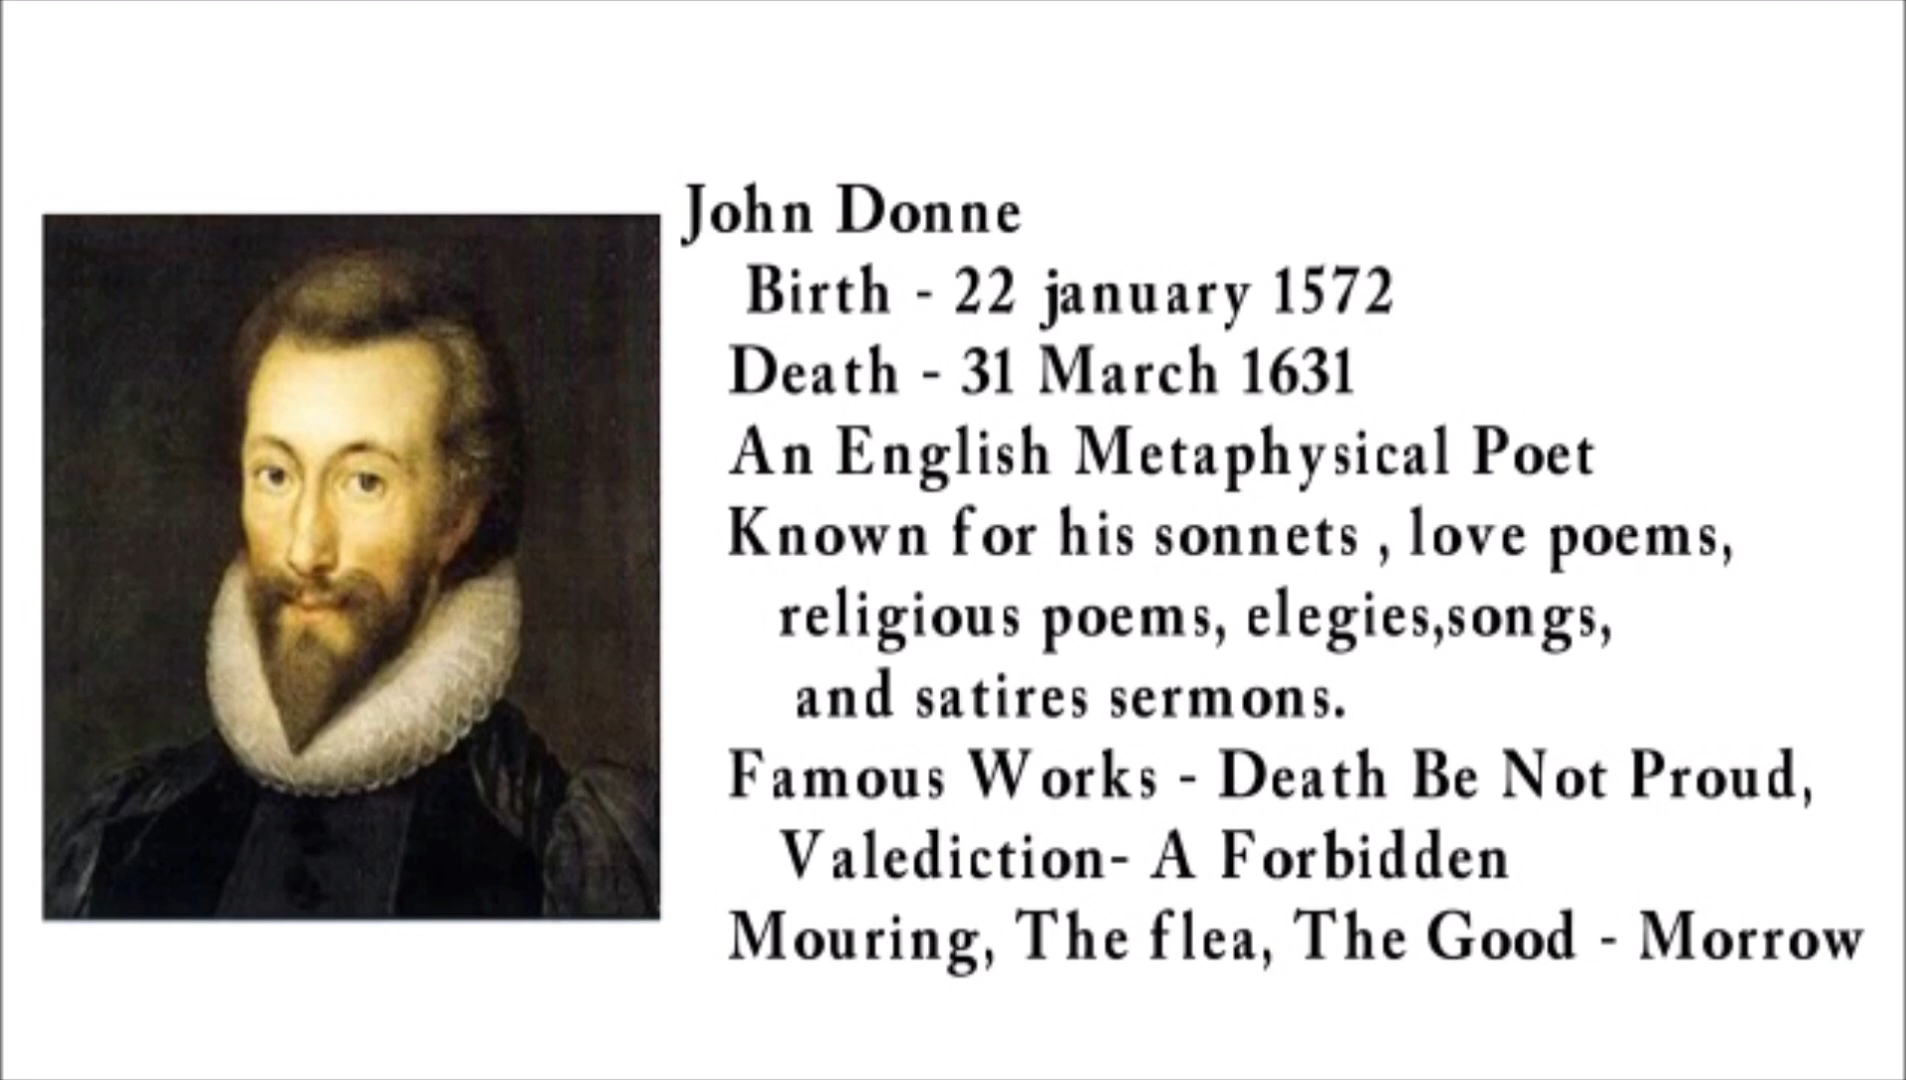 John Donne
Birth - 22 january 1572
Death - 31 March 1631
An English Metaphysical Poet
Known for his sonnets , love poems,
religious poems, elegies,songs,
and satires sermons.
Famous Works - Death Be Not Proud,
Valediction- A Forbidden
Mouring, The flea, The Good - Morrow